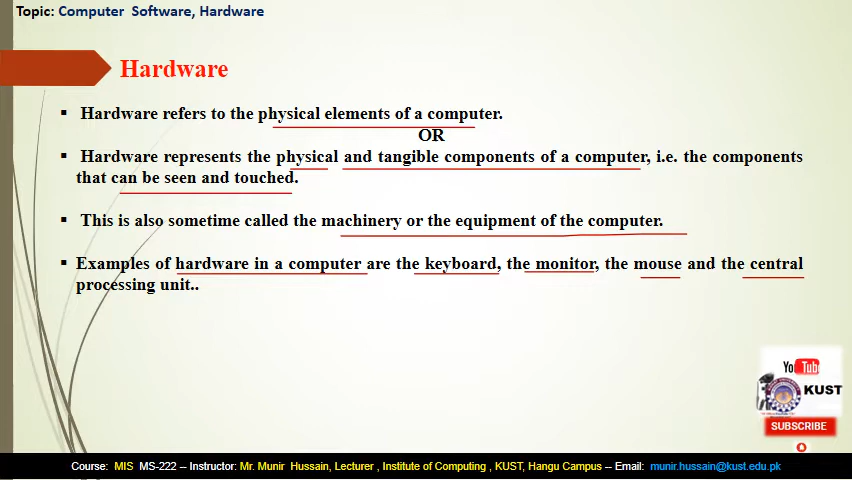 Topic: Computer Software, Hardware
Hardware
▪ Hardware refers to the physical elements of a computer.
OR
▪ Hardware represents the physical and tangible components of a computer, i.e. the components
that can be seen and touched.
▪ This is also sometime called the machinery or the equipment of the computer.
▪ Examples of hardware in a computer are the keyboard, the monitor, the mouse and the central
processing unit..
YouTube
KUST
SUBSCRIBE
Course: MIS MS-222 -- Instructor: Mr. Munir Hussain, Lecturer , Institute of Computing , KUST, Hangu Campus -- Email: munir.hussain@kust.edu.pk